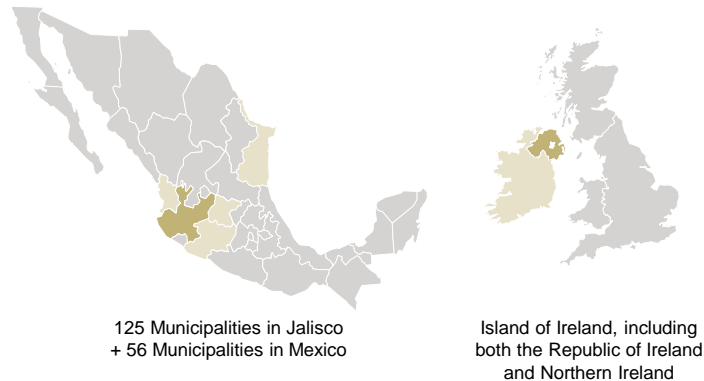 125 Municipalities in Jalisco
+ 56 Municipalities in Mexico
Island of Ireland, including
both the Republic of Ireland
and Northern Ireland